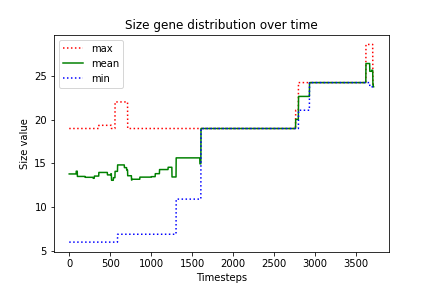 Size gene distribution over time
max
mean
min
Size value
25
20
15
10
5
0 500 1000 1500 2000 2500 3000 3500
Timesteps